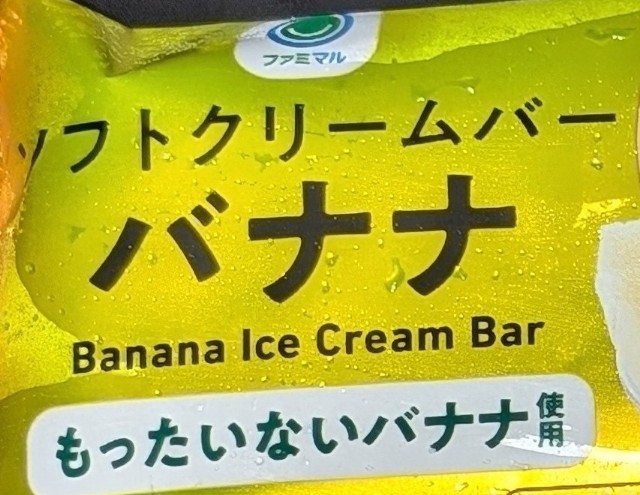 ファミマル
ソフトクリームバー
バナナ
Banana Ice Cream Bar
もったいないバナナ使用